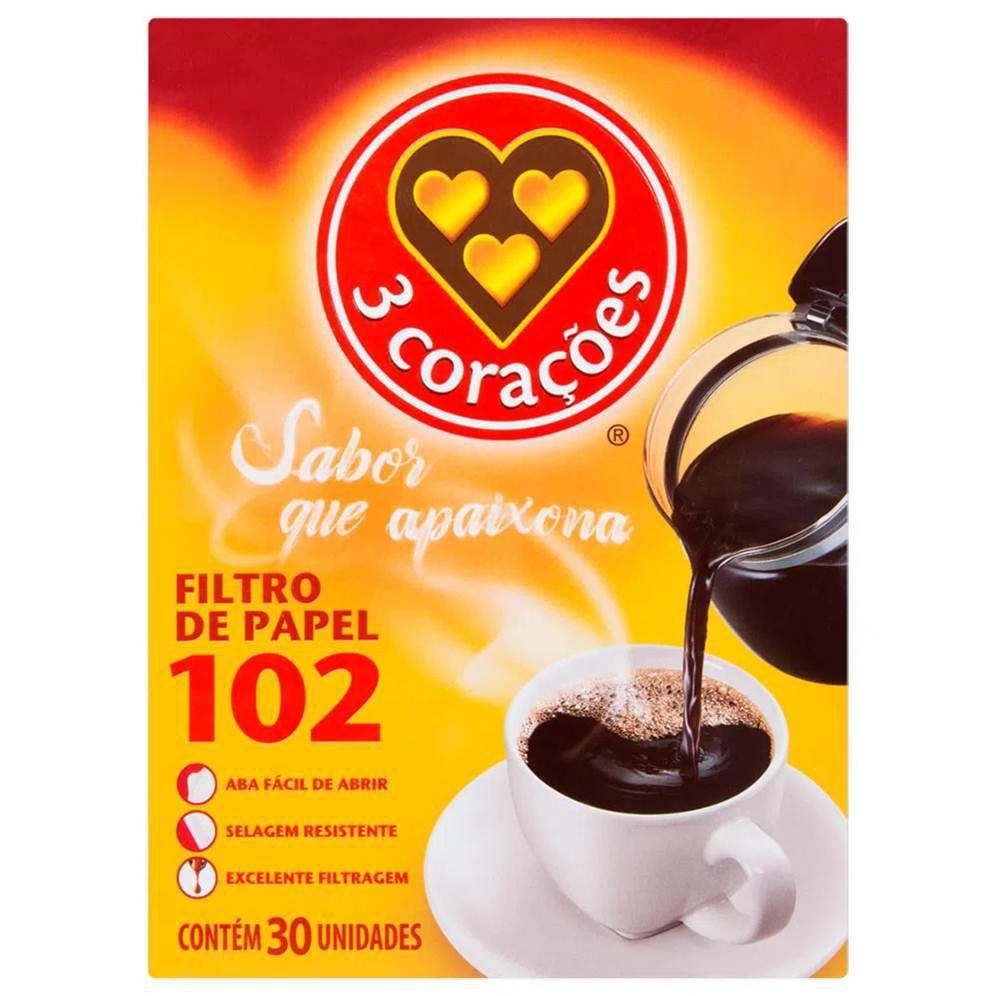 3 corações
®
Sabor
que apaixona
FILTRO
DE PAPEL
102
ABA FÁCIL DE ABRIR
SELAGEM RESISTENTE
EXCELENTE FILTRAGEM
CONTÉM 30 UNIDADES